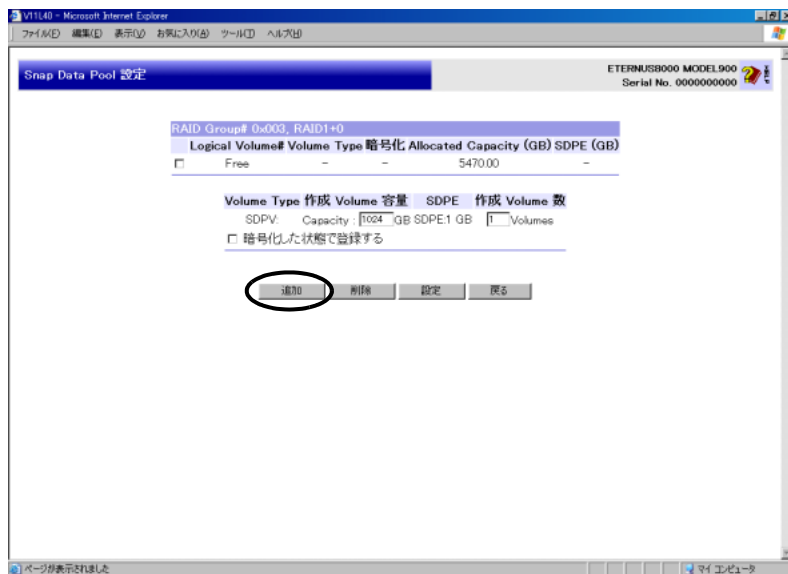 V11L40 - Microsoft Internet Explorer
ファイル(F) 編集(E) 表示(V) お気に入り(A) ツール(T) ヘルプ(H)
Snap Data Pool 設定
ETERNUS8000 MODEL900
Serial No. 0000000000
RAID Group# 0x003, RAID1+0
Logical Volume# Volume Type 暗号化 Allocated Capacity (GB) SDPE (GB)
Free - - 5470.00 -
Volume Type 作成 Volume 容量 SDPE 作成 Volume 数
SDPV: Capacity : 1024 GB SDPE:1 GB 1 Volumes
暗号化した状態で登録する
追加 削除 設定 戻る
ページが表示されました マイ コンピュータ